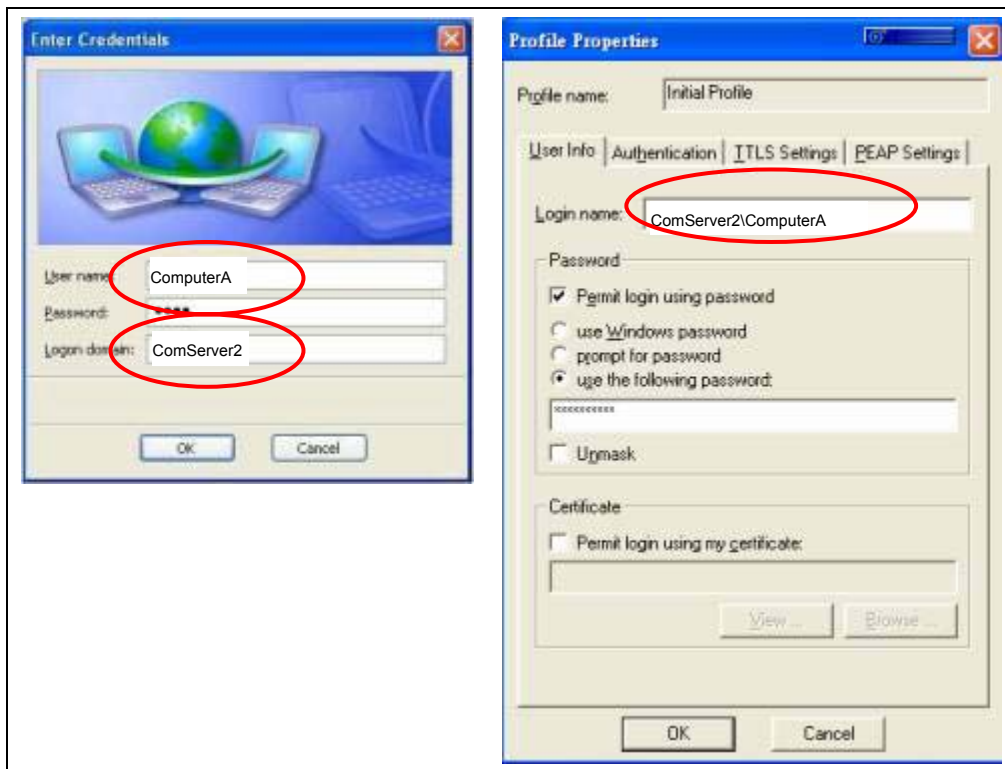 Enter Credentials
User name:
ComputerA
Password:
****
Logon domain:
ComServer2
OK
Cancel
Profile Properties
Profile name:
Initial Profile
User Info
Authentication
TTLS Settings
PEAP Settings
Login name:
ComServer2\ComputerA
Password
Permit login using password
use Windows password
prompt for password
use the following password:
**********
Unmask
Certificate
Permit login using my certificate:
View ...
Browse ...
OK
Cancel